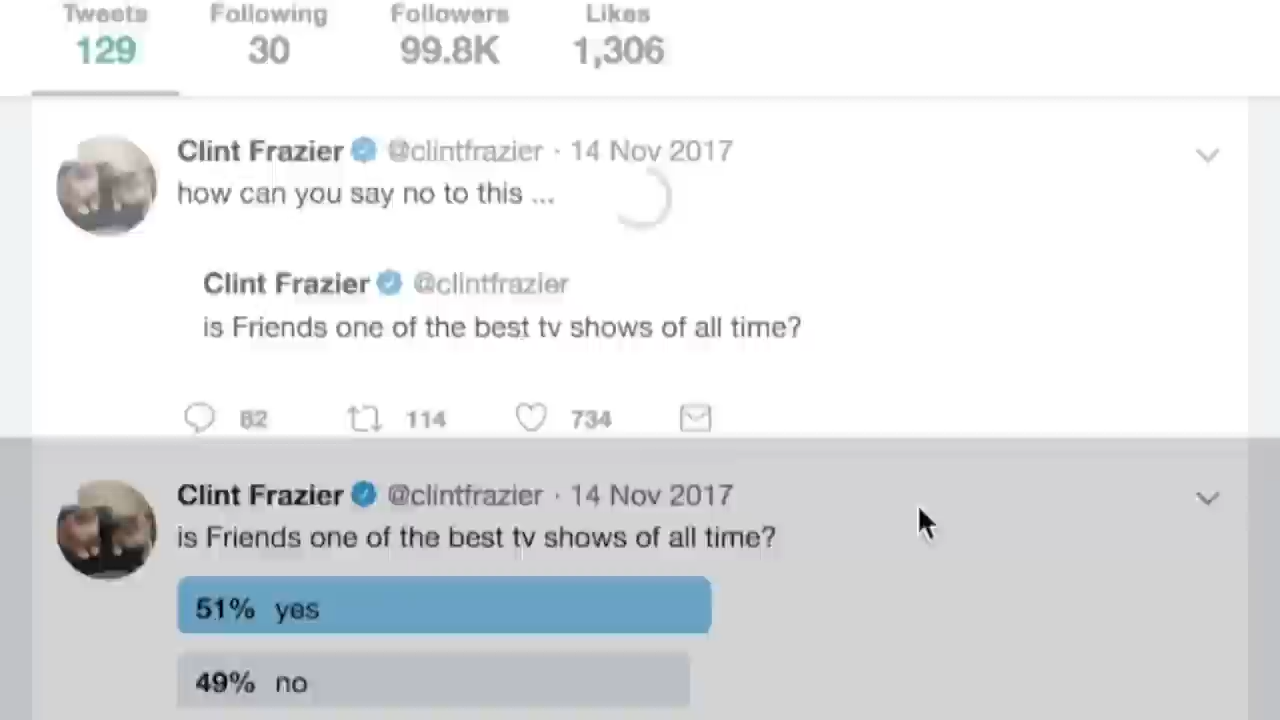 Tweets Following Followers Likes
129 30 99.8K 1,306
Clint Frazier @clintfrazier · 14 Nov 2017
how can you say no to this ...
Clint Frazier @clintfrazier
is Friends one of the best tv shows of all time?
82 114 734
Clint Frazier @clintfrazier · 14 Nov 2017
is Friends one of the best tv shows of all time?
51% yes
49% no